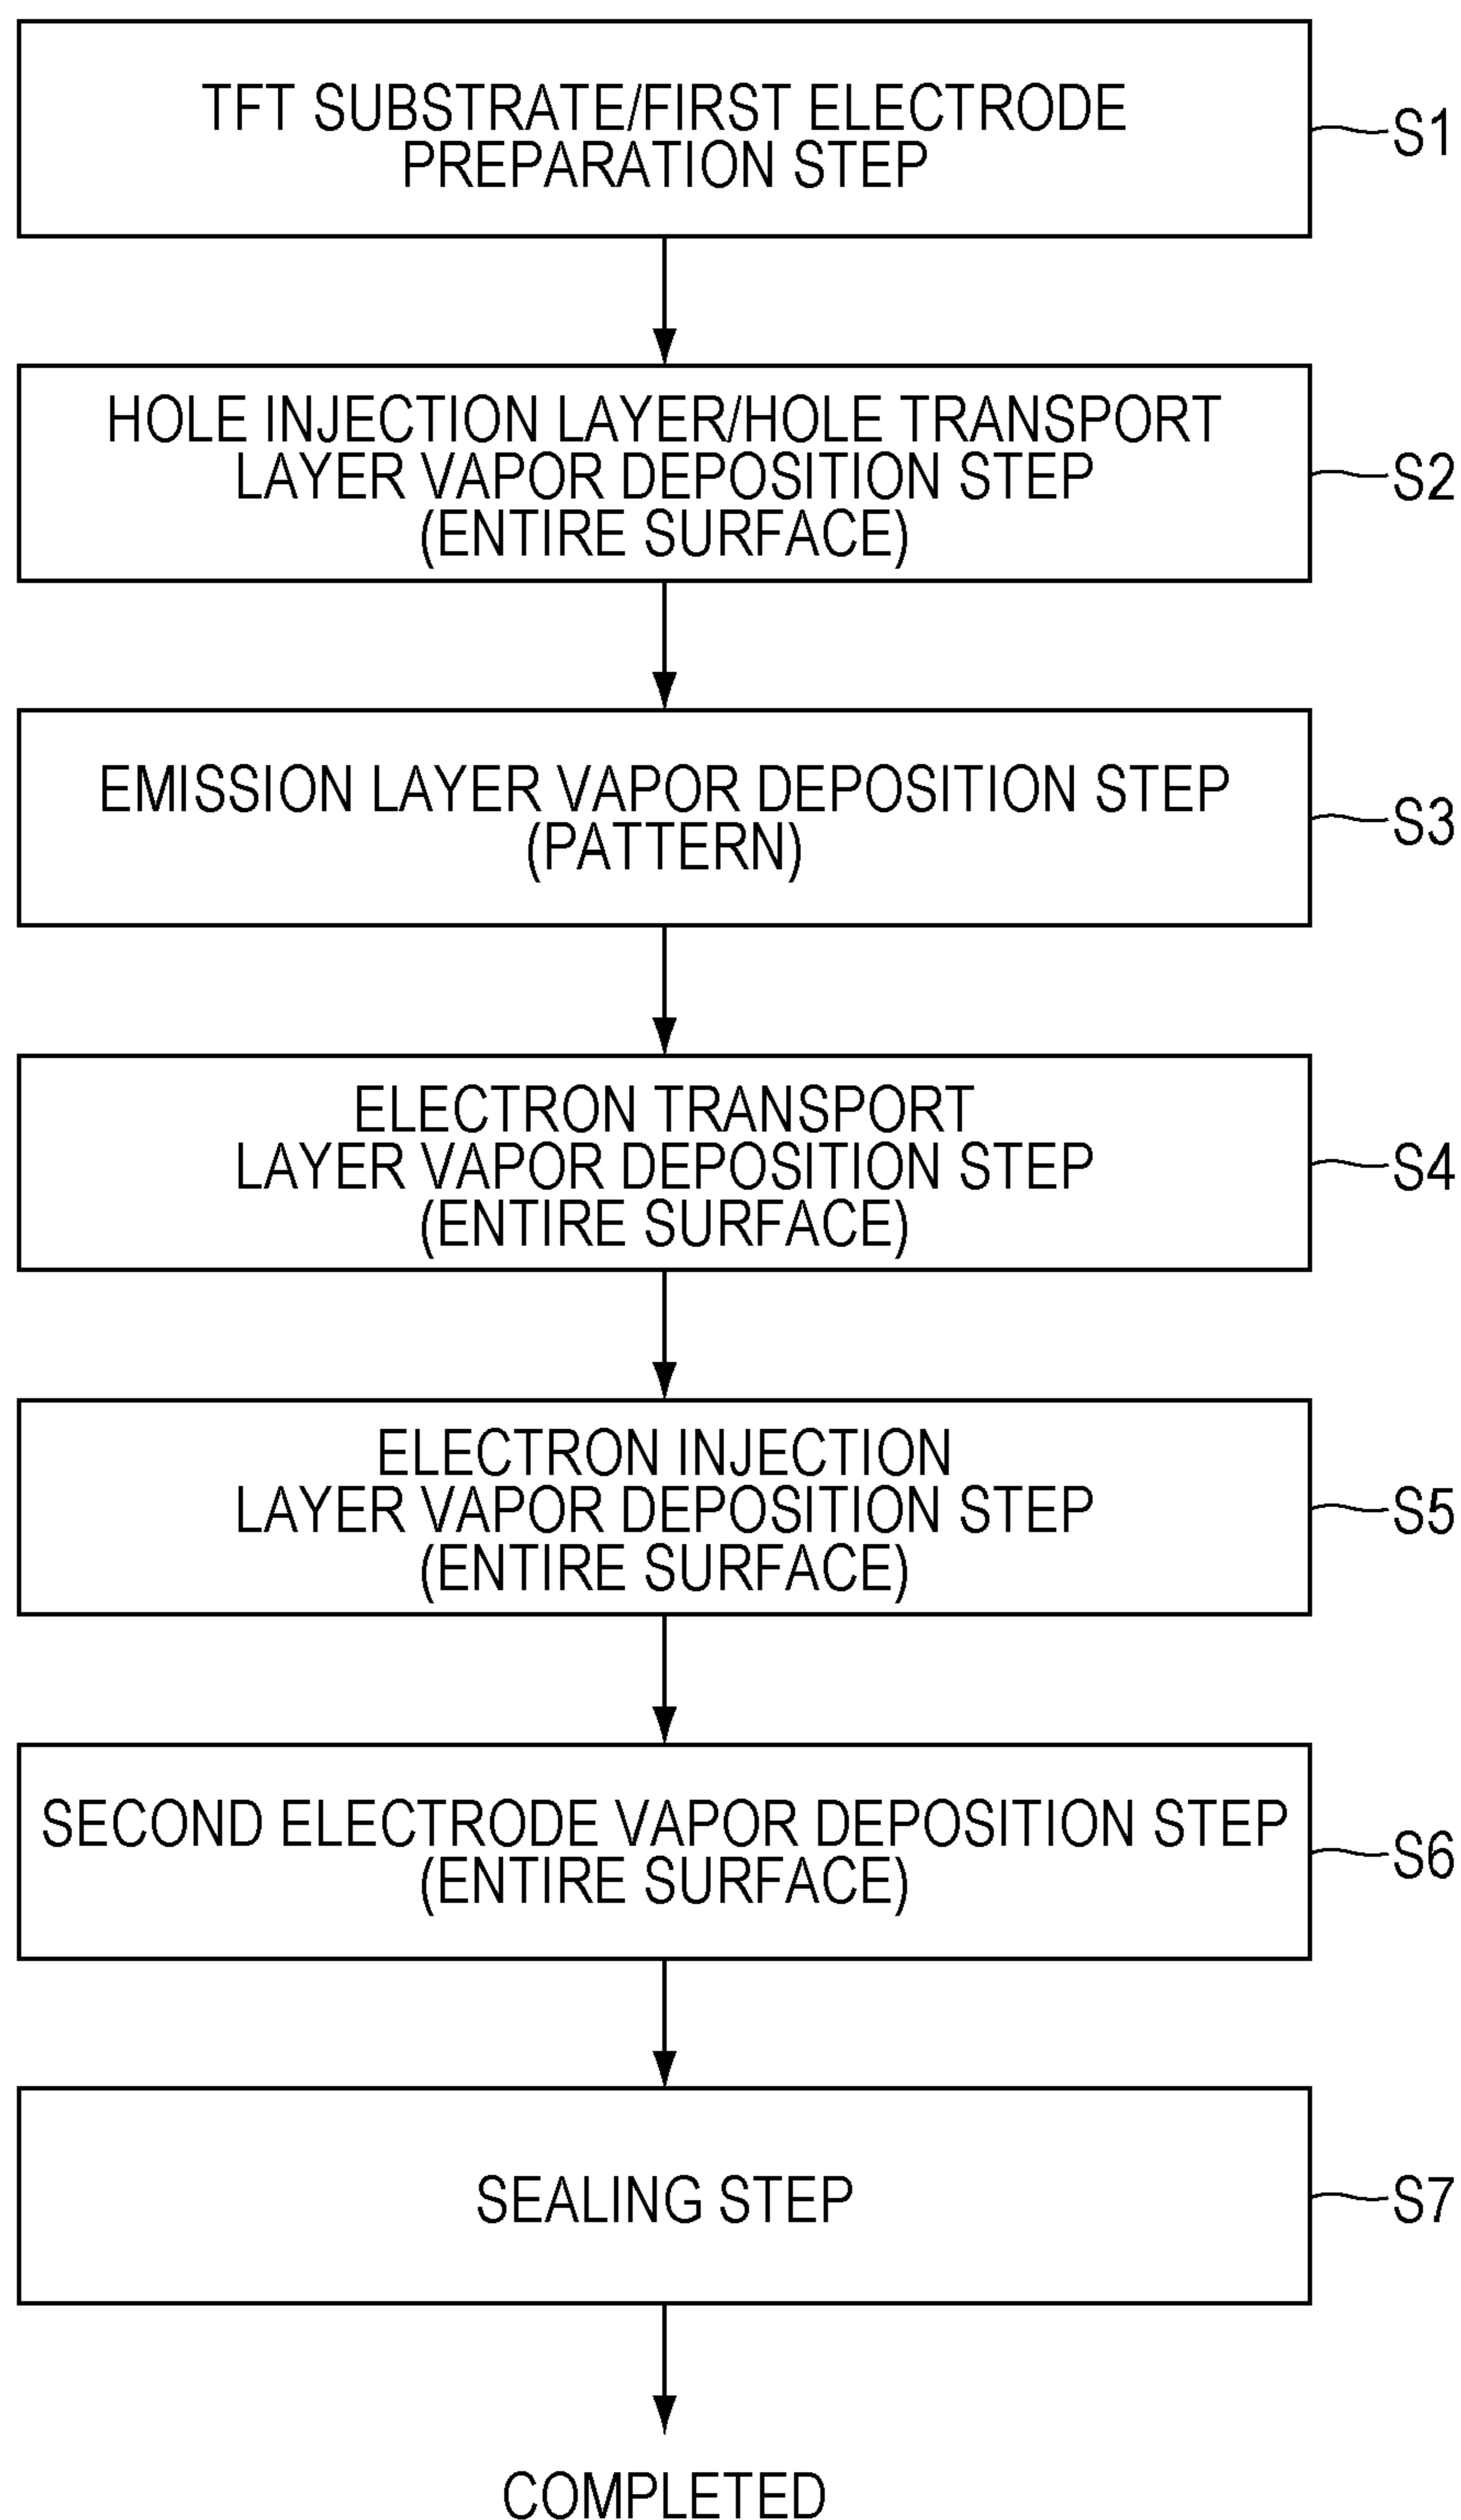 TFT SUBSTRATE/FIRST ELECTRODE
PREPARATION STEP
S1
HOLE INJECTION LAYER/HOLE TRANSPORT
LAYER VAPOR DEPOSITION STEP
(ENTIRE SURFACE)
S2
EMISSION LAYER VAPOR DEPOSITION STEP
(PATTERN)
S3
ELECTRON TRANSPORT
LAYER VAPOR DEPOSITION STEP
(ENTIRE SURFACE)
S4
ELECTRON INJECTION
LAYER VAPOR DEPOSITION STEP
(ENTIRE SURFACE)
S5
SECOND ELECTRODE VAPOR DEPOSITION STEP
(ENTIRE SURFACE)
S6
SEALING STEP
S7
COMPLETED